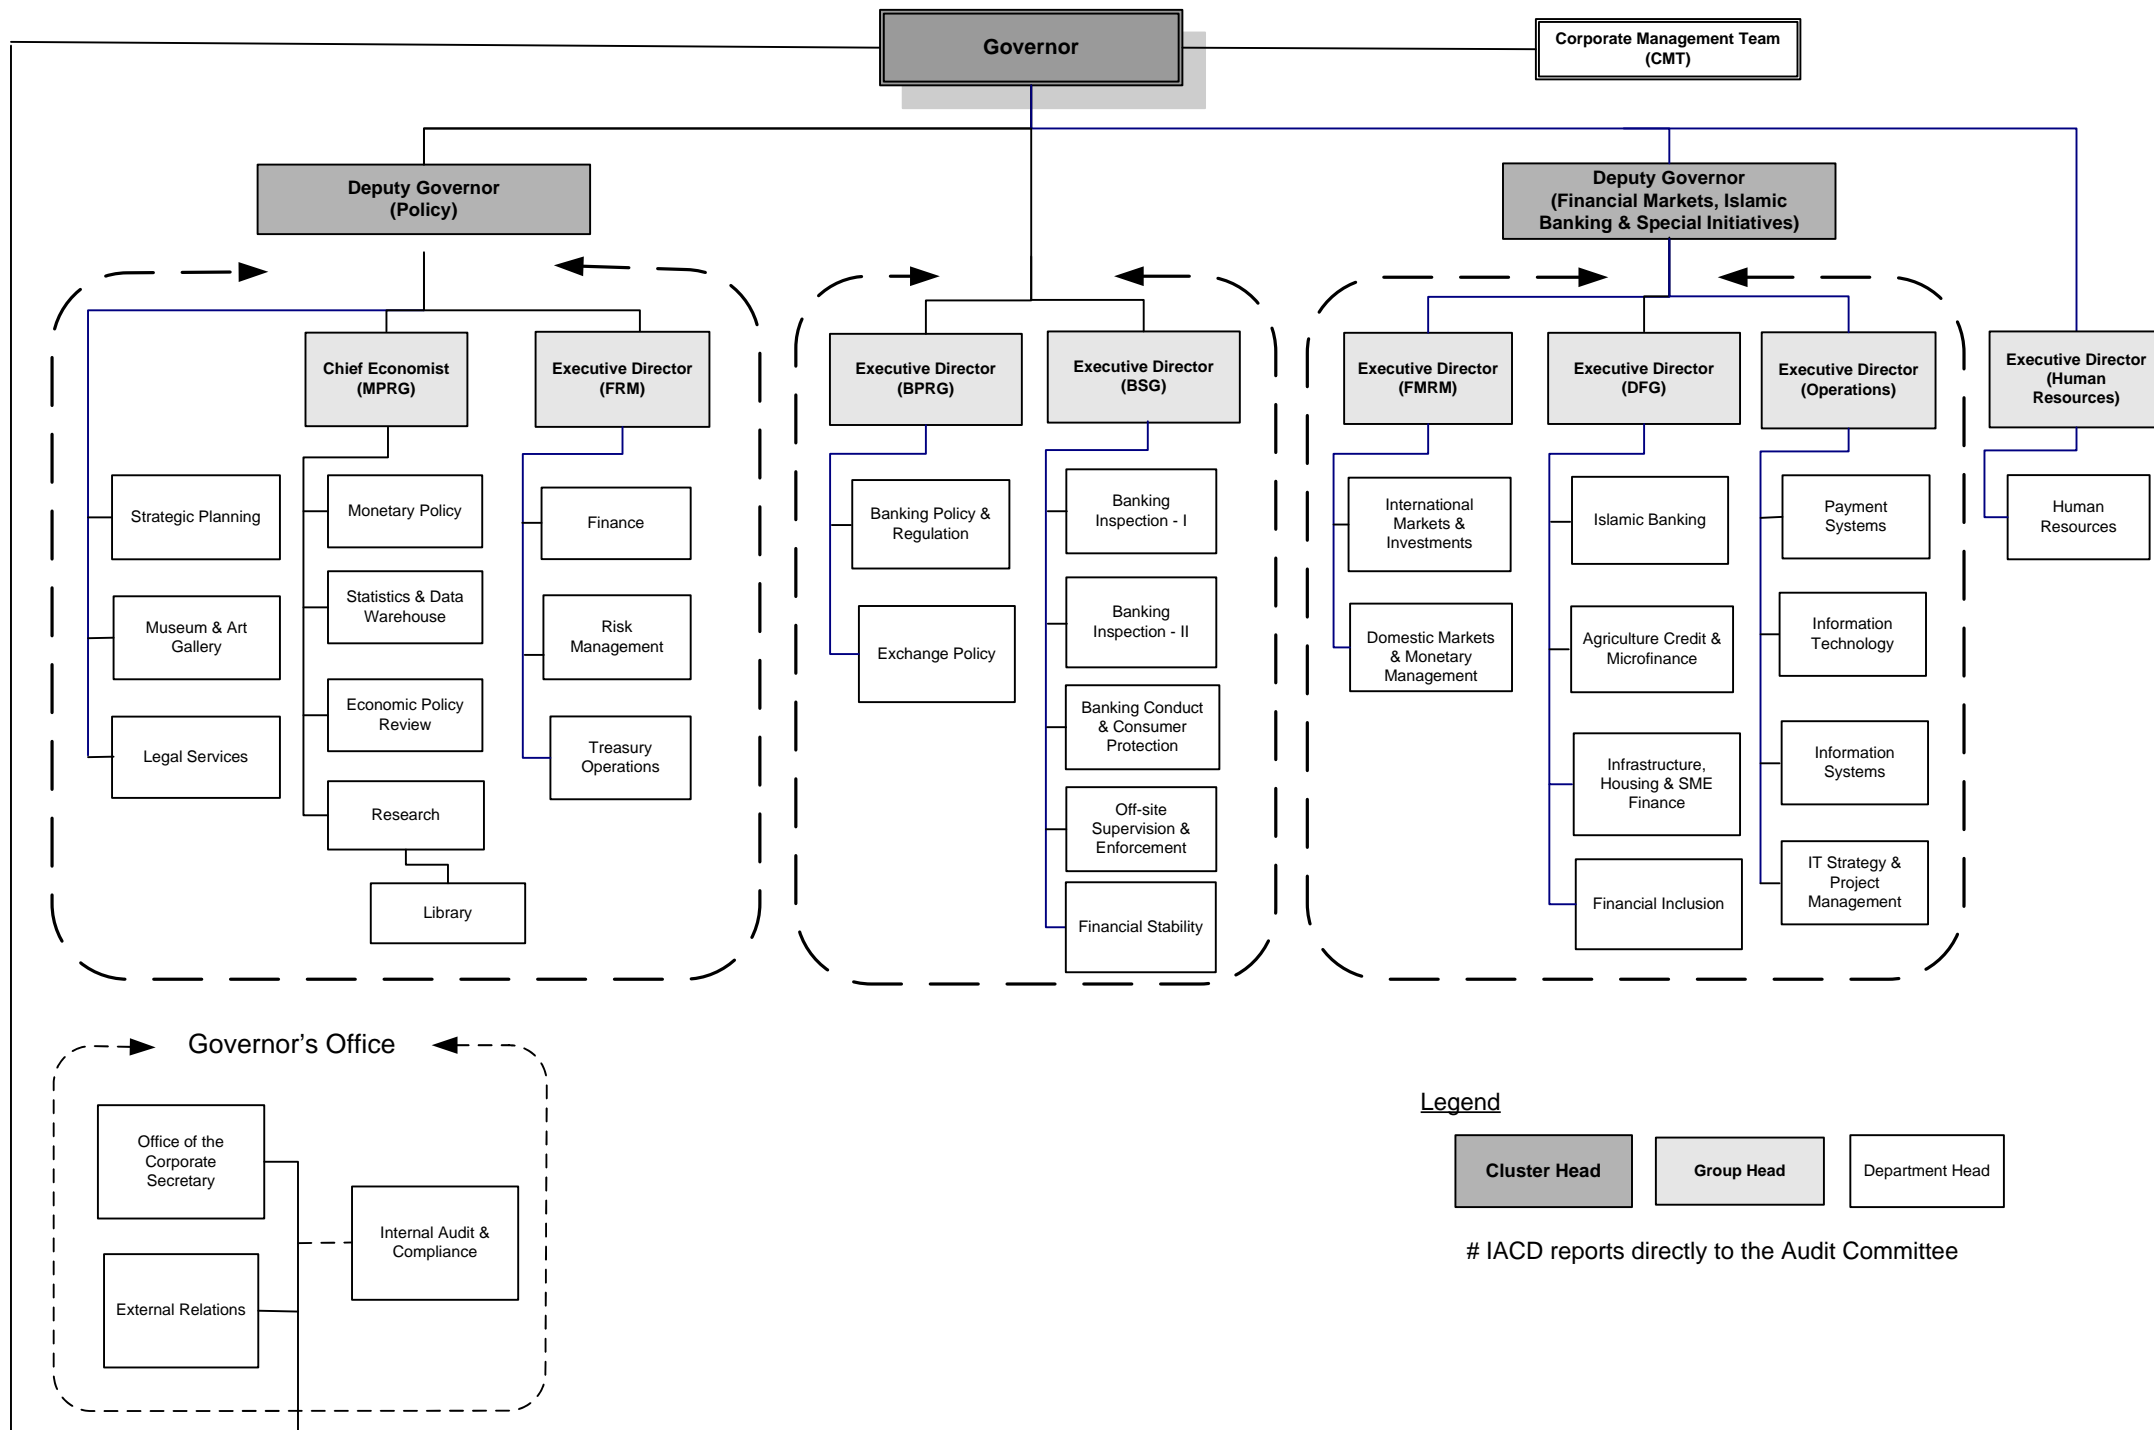 Governor
Corporate Management Team
(CMT)
Deputy Governor
(Policy)
Deputy Governor
(Financial Markets, Islamic
Banking & Special Initiatives)
Chief Economist
(MPRG)
Executive Director
(FRM)
Executive Director
(BPRG)
Executive Director
(BSG)
Executive Director
(FMRM)
Executive Director
(DFG)
Executive Director
(Operations)
Executive Director
(Human
Resources)
Strategic Planning
Museum & Art
Gallery
Legal Services
Monetary Policy
Statistics & Data
Warehouse
Economic Policy
Review
Research
Library
Finance
Risk
Management
Treasury
Operations
Banking Policy &
Regulation
Exchange Policy
Banking
Inspection - I
Banking
Inspection - II
Banking Conduct
& Consumer
Protection
Off-site
Supervision &
Enforcement
Financial Stability
International
Markets &
Investments
Domestic Markets
& Monetary
Management
Islamic Banking
Agriculture Credit &
Microfinance
Infrastructure,
Housing & SME
Finance
Financial Inclusion
Payment
Systems
Information
Technology
Information
Systems
IT Strategy &
Project
Management
Human
Resources
Governor's Office
Office of the
Corporate
Secretary
Internal Audit &
Compliance
External Relations
Legend
Cluster Head
Group Head
Department Head
# IACD reports directly to the Audit Committee